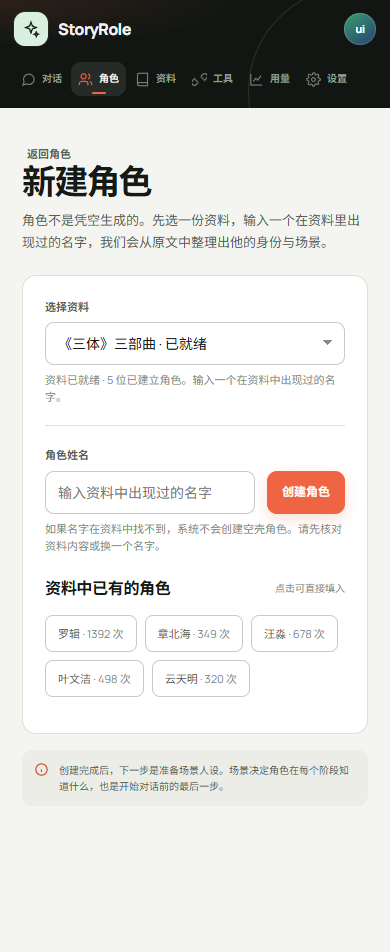 StoryRole
ui
对话
角色
资料
工具
用量
设置
返回角色
新建角色
角色不是凭空生成的。先选一份资料，输入一个在资料里出
现过的名字，我们会从原文中整理出他的身份与场景。
选择资料
《三体》三部曲 · 已就绪
资料已就绪 · 5 位已建立角色。输入一个在资料中出现过的名
字。
角色姓名
输入资料中出现过的名字
创建角色
如果名字在资料中找不到，系统不会创建空壳角色。请先核对
资料内容或换一个名字。
资料中已有的角色
点击可直接填入
罗辑 · 1392 次
章北海 · 349 次
汪淼 · 678 次
叶文洁 · 498 次
云天明 · 320 次
创建完成后，下一步是准备场景人设。场景决定角色在每个阶段知
道什么，也是开始对话前的最后一步。